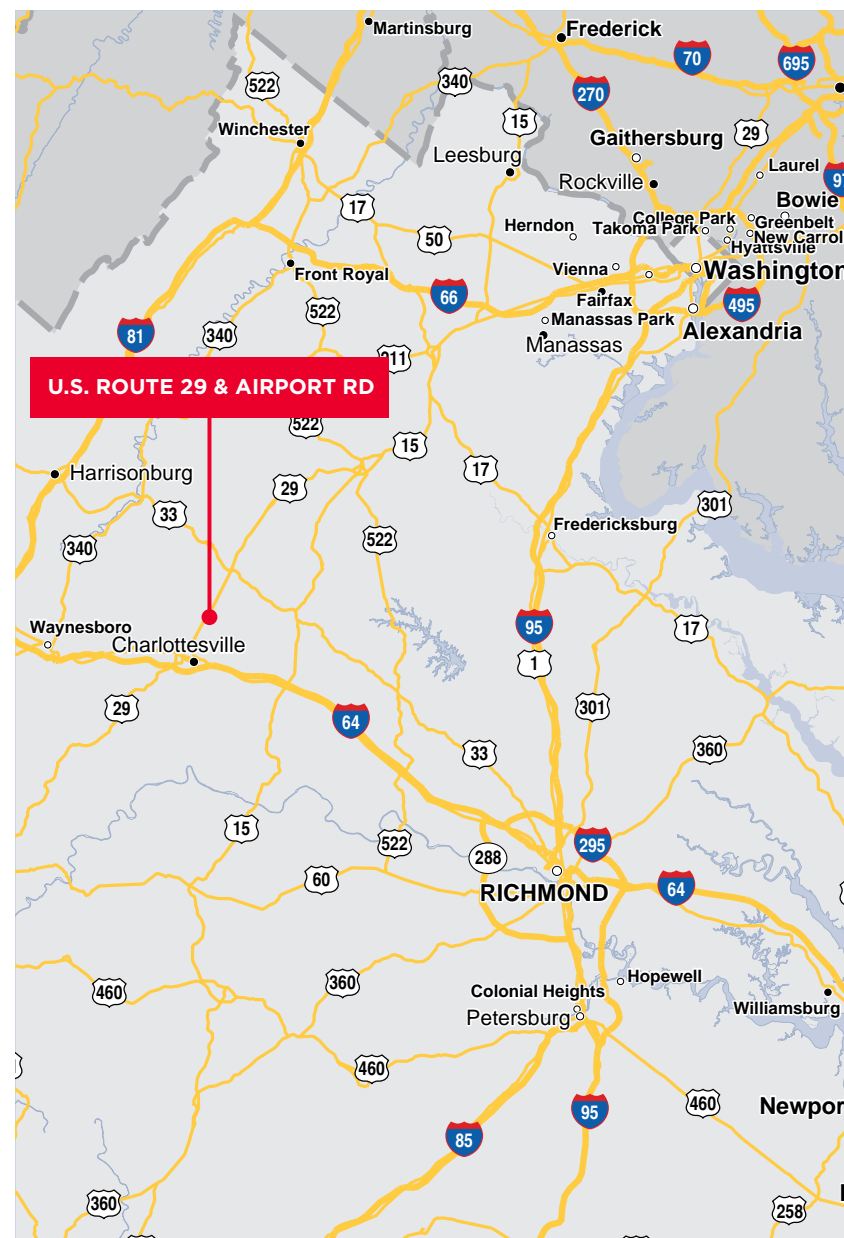 Martinsburg
Frederick
70
695
522
340
270
15
Winchester
Gaithersburg
29
Leesburg
Laurel
Rockville
97
17
Bowie
College Park
Herndon
Takoma Park
Greenbelt
50
New Carrol
Hyattsville
Vienna
Washington
Front Royal
66
Fairfax
495
522
Manassas Park
81
340
Alexandria
Manassas
211
U.S. ROUTE 29 & AIRPORT RD
522
15
Harrisonburg
17
29
301
33
Fredericksburg
522
340
Waynesboro
95
17
Charlottesville
1
29
301
64
360
33
15
522
295
288
60
64
RICHMOND
Hopewell
360
460
Colonial Heights
Williamsburg
Petersburg
460
460
Newpor
95
85
360
258